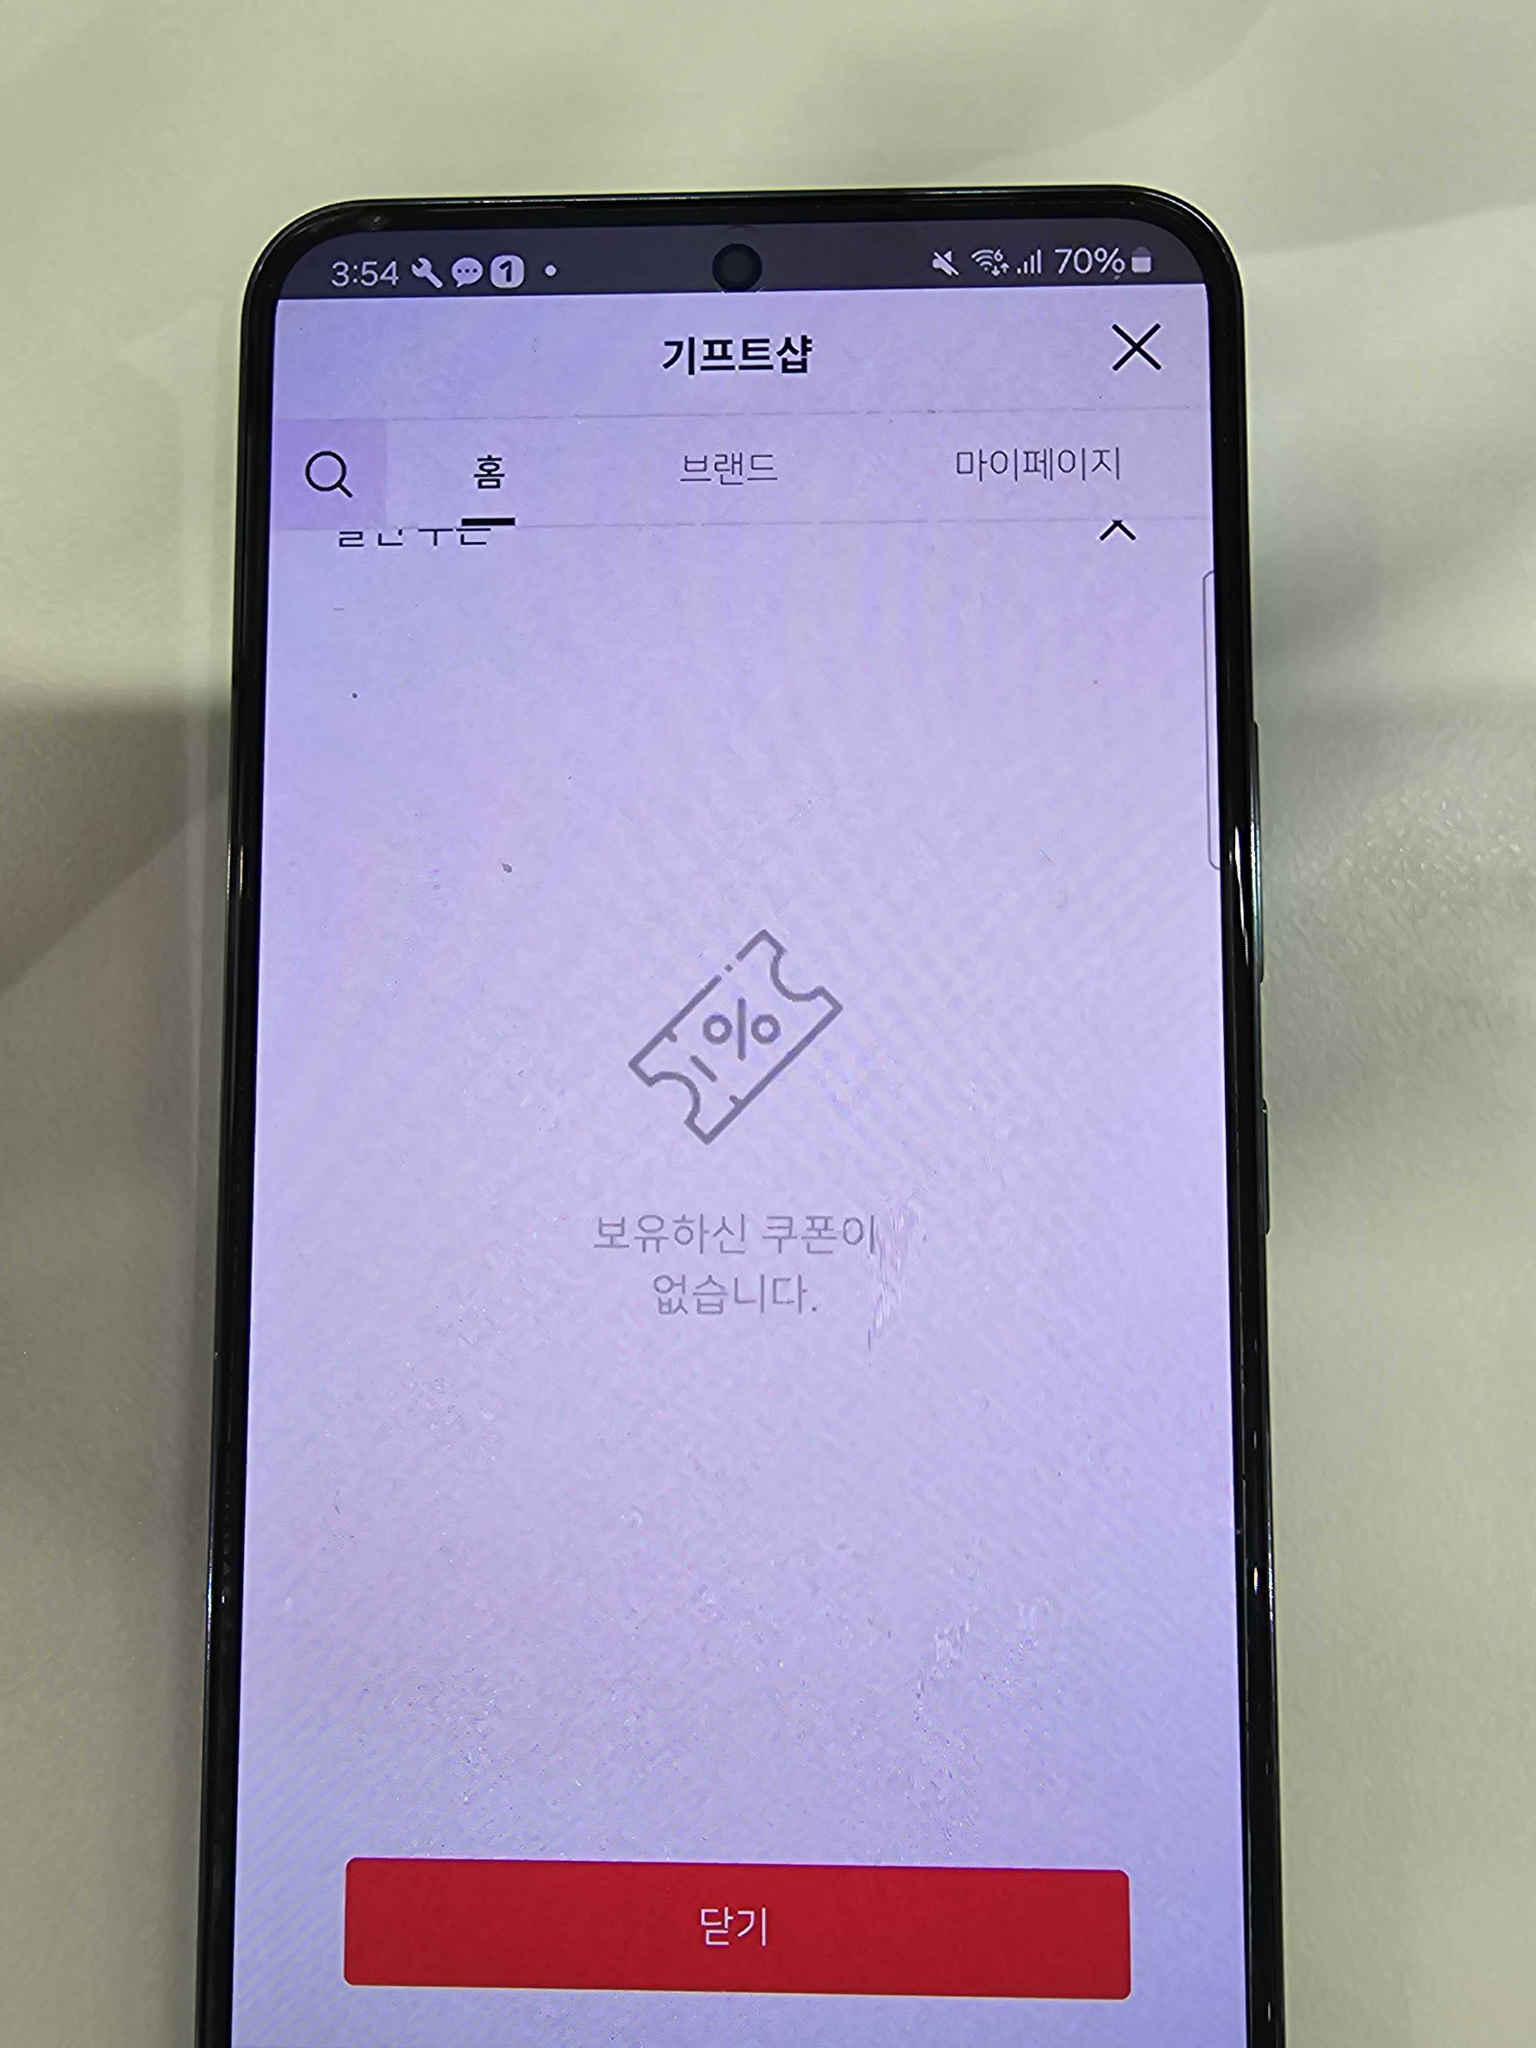 3:54 1 70%
기프트샵
홈 브랜드 마이페이지
%
보유하신 쿠폰이
없습니다.
닫기